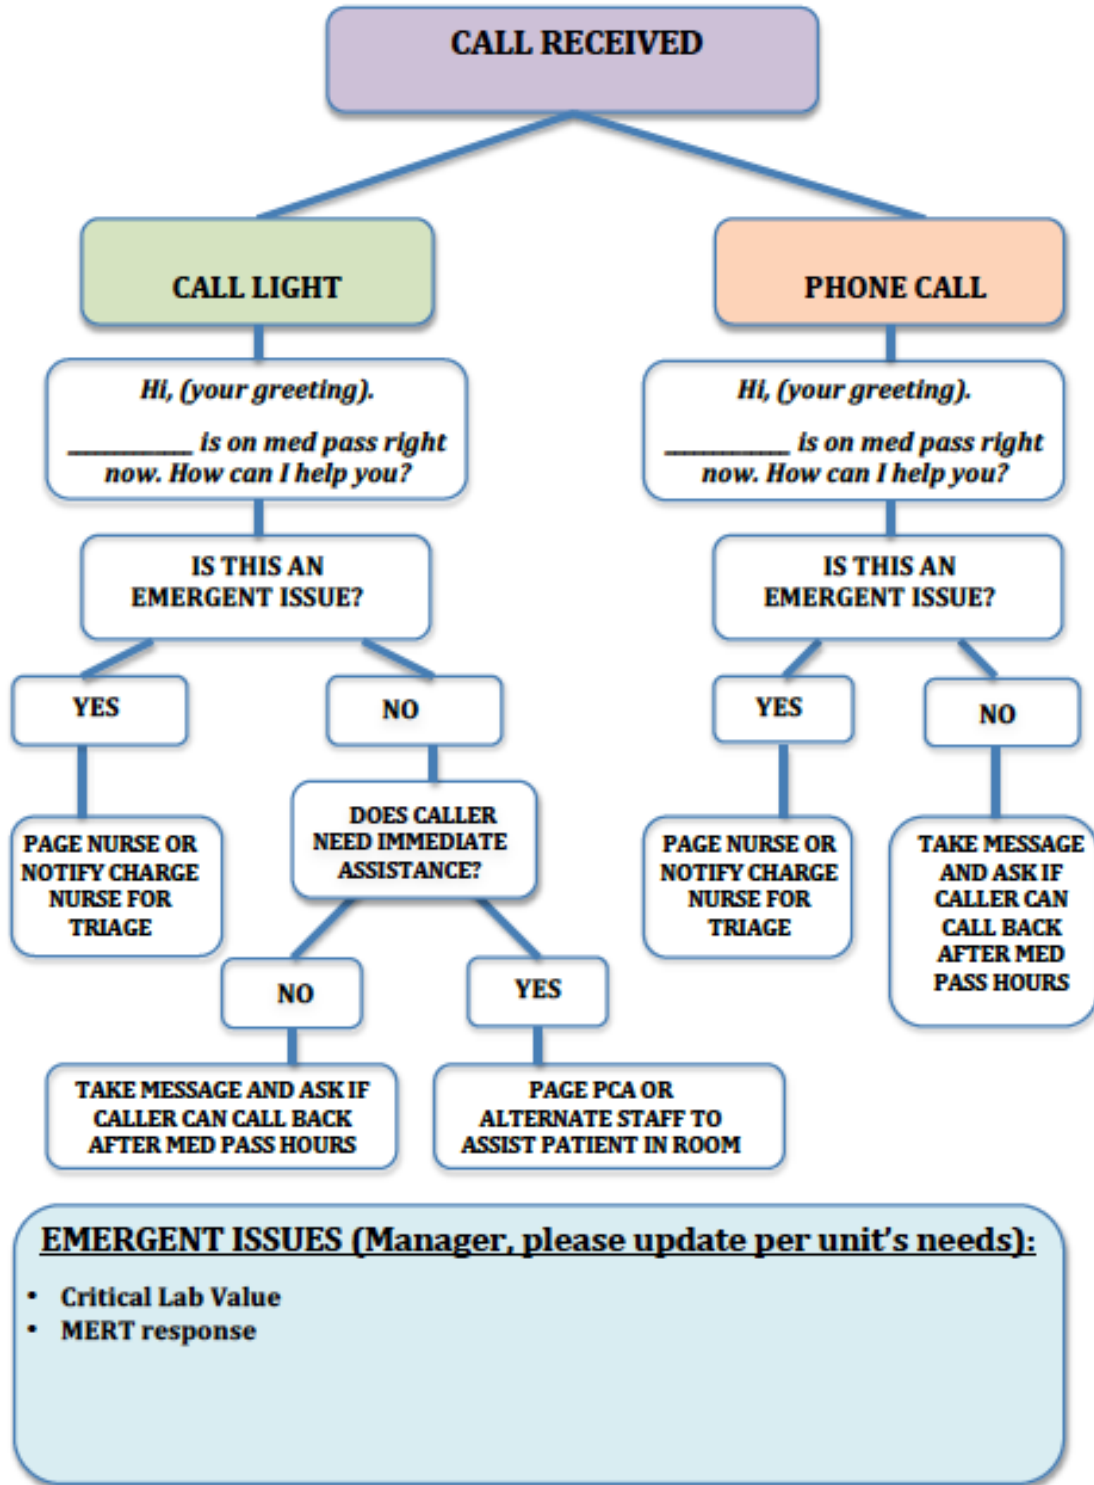 CALL RECEIVED
CALL LIGHT
Hi, (your greeting).
____________ is on med pass right
now. How can I help you?
IS THIS AN
EMERGENT ISSUE?
YES
NO
PAGE NURSE OR
NOTIFY CHARGE
NURSE FOR
TRIAGE
DOES CALLER
NEED IMMEDIATE
ASSISTANCE?
NO
YES
TAKE MESSAGE AND ASK IF
CALLER CAN CALL BACK
AFTER MED PASS HOURS
PAGE PCA OR
ALTERNATE STAFF TO
ASSIST PATIENT IN ROOM
PHONE CALL
Hi, (your greeting).
____________ is on med pass right
now. How can I help you?
IS THIS AN
EMERGENT ISSUE?
YES
NO
PAGE NURSE OR
NOTIFY CHARGE
NURSE FOR
TRIAGE
TAKE MESSAGE
AND ASK IF
CALLER CAN
CALL BACK
AFTER MED
PASS HOURS
EMERGENT ISSUES (Manager, please update per unit's needs):
• Critical Lab Value
• MERT response